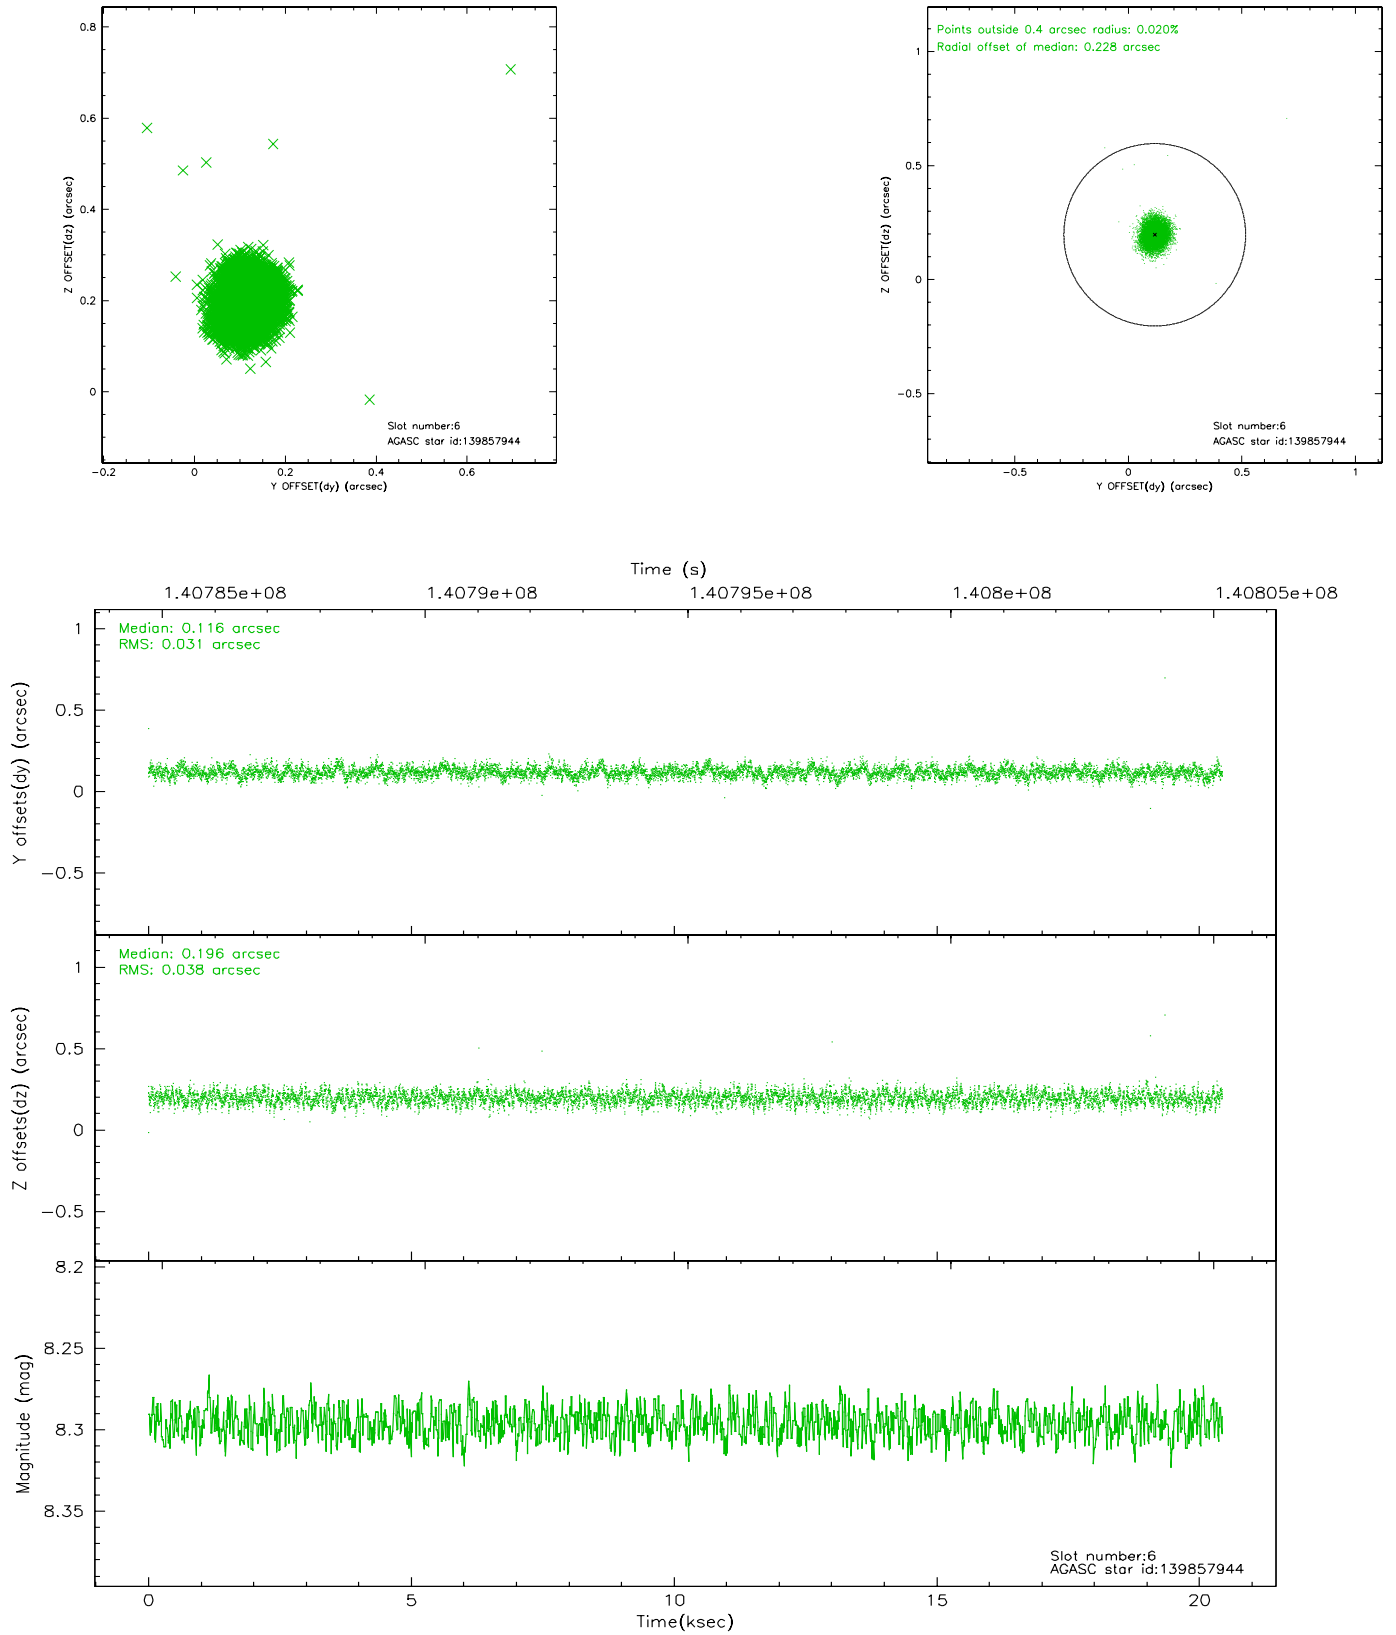 0.8
0.6
0.4
0.2
0
Z OFFSET(dz) (arcsec)
Slot number:6
AGASC star id:139857944
−0.2 0 0.2 0.4 0.6
Y OFFSET(dy) (arcsec)
Points outside 0.4 arcsec radius: 0.020%
Radial offset of median: 0.228 arcsec
1
0.5
0
−0.5
Z OFFSET(dz) (arcsec)
Slot number:6
AGASC star id:139857944
−0.5 0 0.5 1
Y OFFSET(dy) (arcsec)
Time (s)
1.40785e+08 1.4079e+08 1.40795e+08 1.408e+08 1.40805e+08
Median: 0.116 arcsec
RMS: 0.031 arcsec
1
0.5
0
−0.5
Y offsets(dy) (arcsec)
Median: 0.196 arcsec
RMS: 0.038 arcsec
1
0.5
0
−0.5
Z offsets(dz) (arcsec)
8.2
8.25
8.3
8.35
Magnitude (mag)
Slot number:6
AGASC star id:139857944
0 5 10 15 20
Time(ksec)